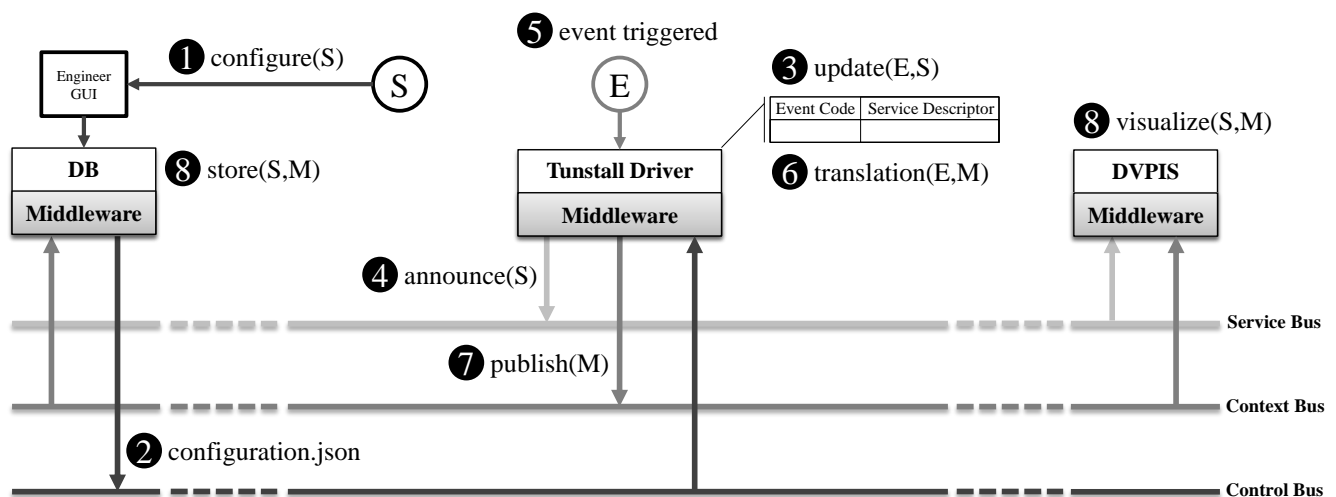 1 configure(S)
Engineer
GUI
S
5 event triggered
E
3 update(E,S)
Event Code Service Descriptor
DB
Middleware
8 store(S,M)
Tunstall Driver
Middleware
6 translation(E,M)
8 visualize(S,M)
DVPIS
Middleware
4 announce(S)
Service Bus
7 publish(M)
Context Bus
2 configuration.json
Control Bus